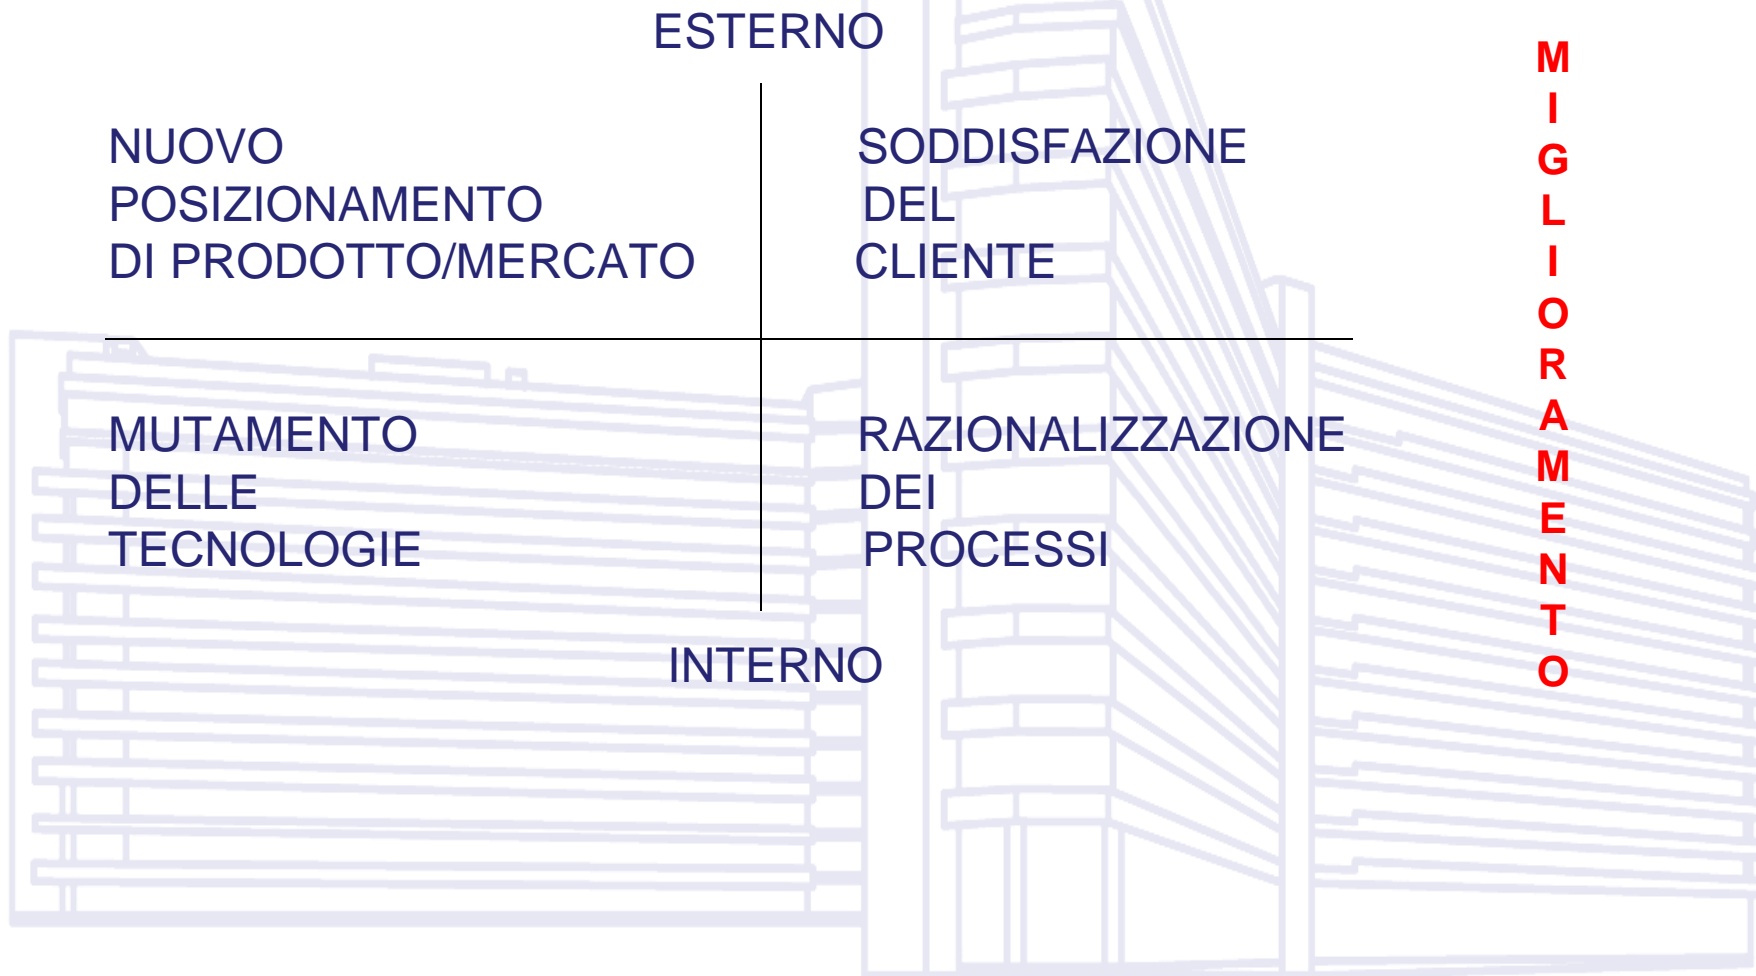 ESTERNO
NUOVO
POSIZIONAMENTO
DI PRODOTTO/MERCATO
SODDISFAZIONE
DEL
CLIENTE
MUTAMENTO
DELLE
TECNOLOGIE
RAZIONALIZZAZIONE
DEI
PROCESSI
INTERNO
M
I
G
L
I
O
R
A
M
E
N
T
O